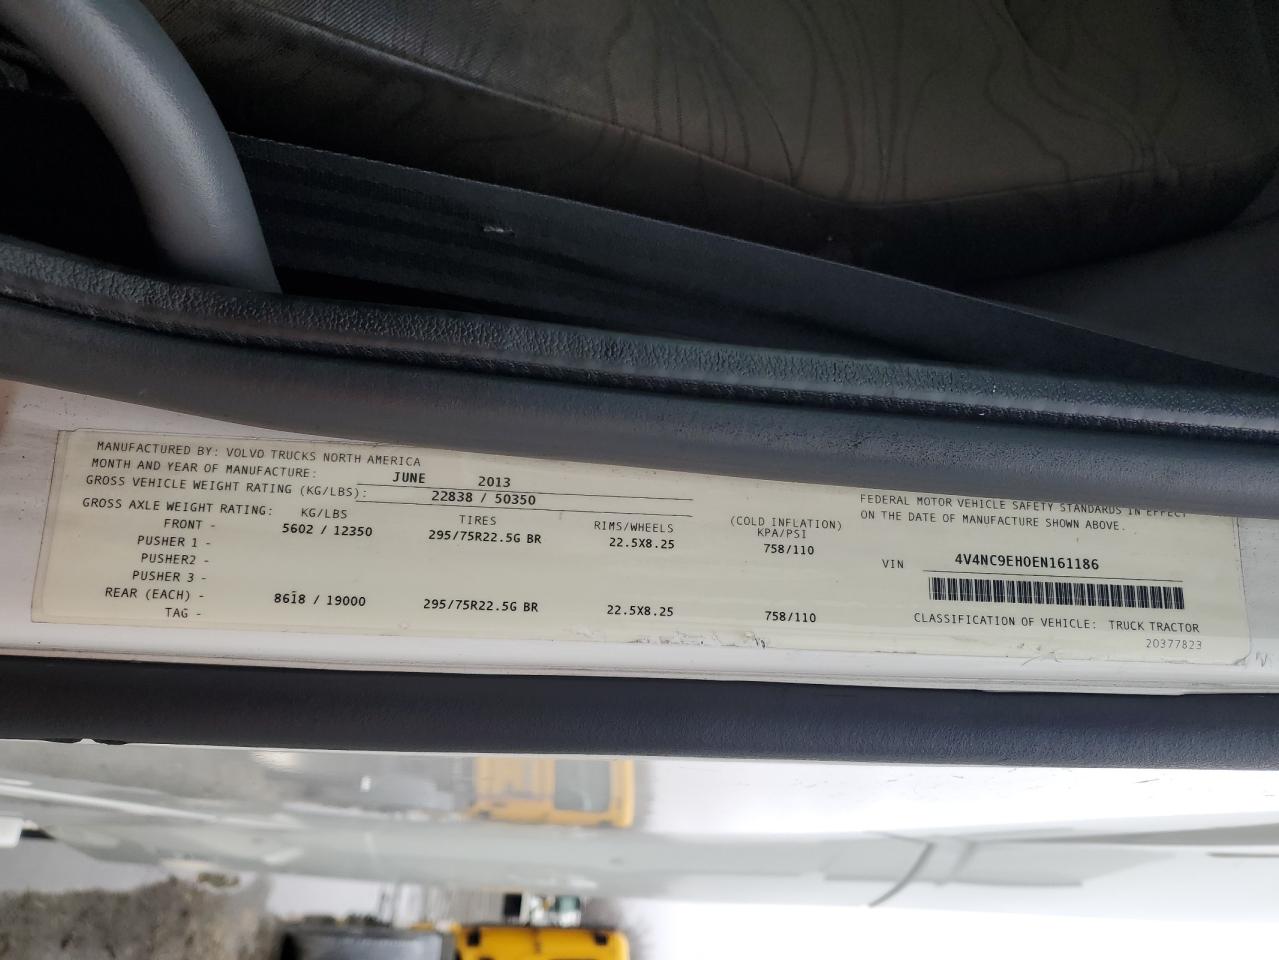 MANUFACTURED BY: VOLVO TRUCKS NORTH AMERICA
MONTH AND YEAR OF MANUFACTURE: JUNE 2013
GROSS VEHICLE WEIGHT RATING (KG/LBS): 22838 / 50350
GROSS AXLE WEIGHT RATING: KG/LBS TIRES RIMS/WHEELS (COLD INFLATION) KPA/PSI
FRONT - 5602 / 12350 295/75R22.5G BR 22.5X8.25 758/110
PUSHER 1 -
PUSHER2 -
PUSHER 3 -
REAR (EACH) - 8618 / 19000 295/75R22.5G BR 22.5X8.25 758/110
TAG -
FEDERAL MOTOR VEHICLE SAFETY STANDARDS IN EFFECT
ON THE DATE OF MANUFACTURE SHOWN ABOVE.
VIN 4V4NC9EH0EN161186
CLASSIFICATION OF VEHICLE: TRUCK TRACTOR
20377823